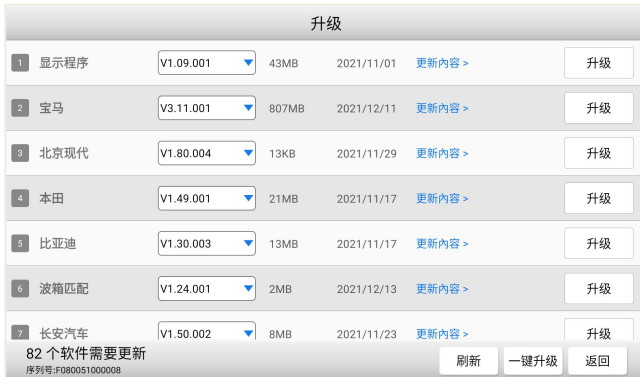 升级
1 显示程序 V1.09.001 43MB 2021/11/01 更新内容 > 升级
2 宝马 V3.11.001 807MB 2021/12/11 更新内容 > 升级
3 北京现代 V1.80.004 13KB 2021/11/29 更新内容 > 升级
4 本田 V1.49.001 21MB 2021/11/17 更新内容 > 升级
5 比亚迪 V1.30.003 13MB 2021/11/17 更新内容 > 升级
6 波箱匹配 V1.24.001 2MB 2021/12/13 更新内容 > 升级
7 长安汽车 V1.50.002 8MB 2021/11/23 更新内容 > 升级
82 个软件需要更新
序列号:F080051000008
刷新 一键升级 返回